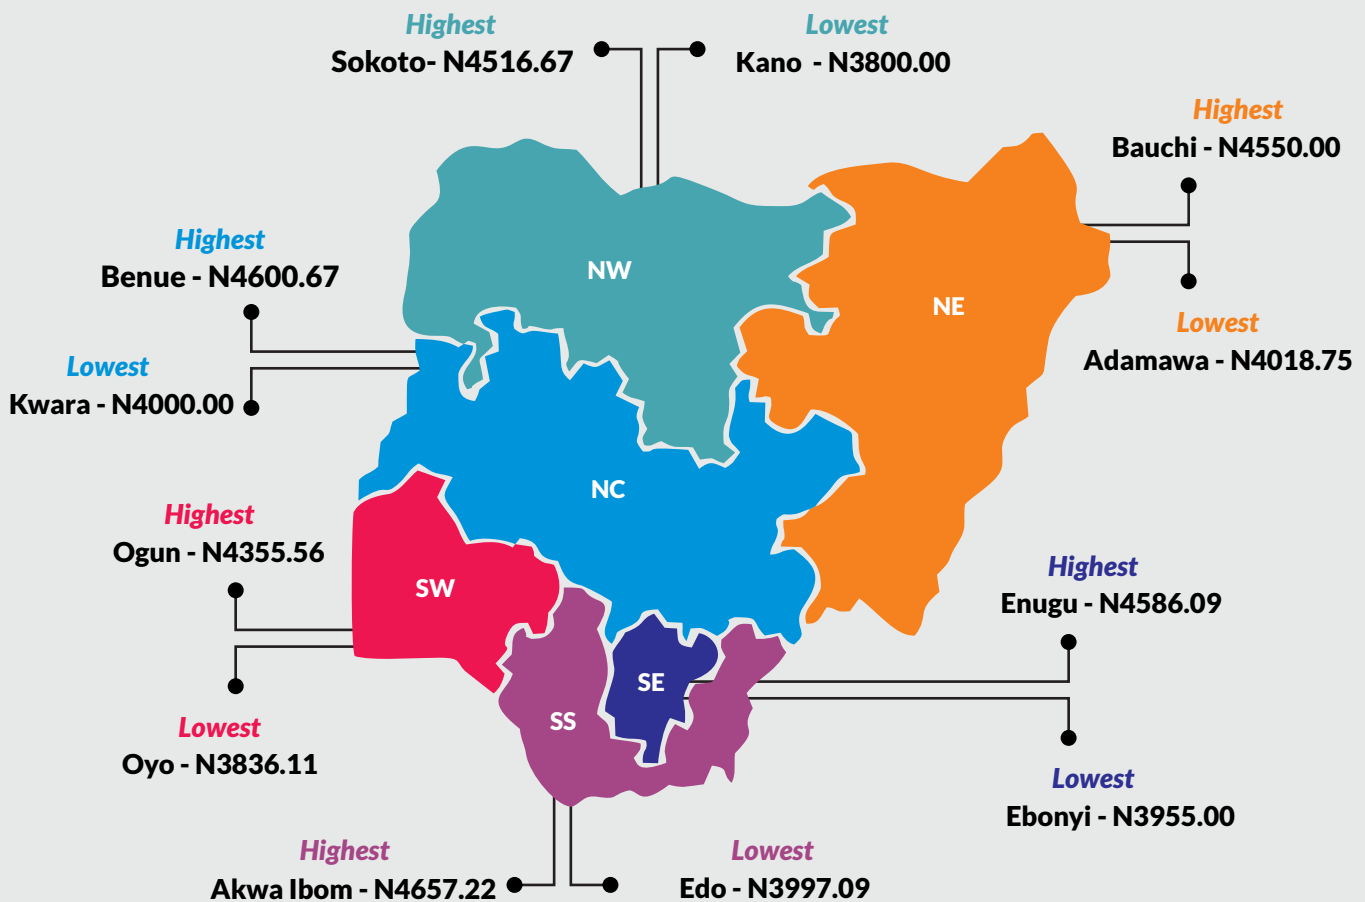 Highest
Sokoto- N4516.67
Lowest
Kano - N3800.00
Highest
Bauchi - N4550.00
Lowest
Adamawa - N4018.75
Highest
Benue - N4600.67
Lowest
Kwara - N4000.00
NW
NE
NC
Highest
Ogun - N4355.56
Lowest
Oyo - N3836.11
SW
SS
SE
Highest
Enugu - N4586.09
Lowest
Ebonyi - N3955.00
Highest
Akwa Ibom - N4657.22
Lowest
Edo - N3997.09